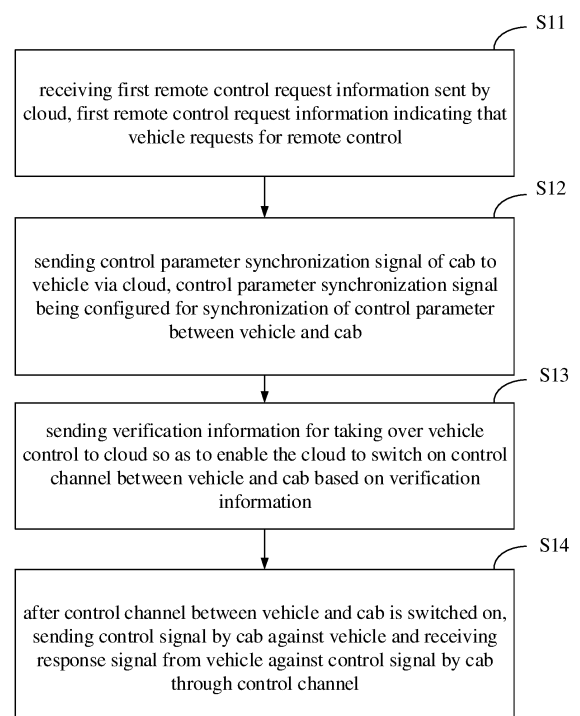 S11
receiving first remote control request information sent by
cloud, first remote control request information indicating that
vehicle requests for remote control
S12
sending control parameter synchronization signal of cab to
vehicle via cloud, control parameter synchronization signal
being configured for synchronization of control parameter
between vehicle and cab
S13
sending verification information for taking over vehicle
control to cloud so as to enable the cloud to switch on control
channel between vehicle and cab based on verification
information
S14
after control channel between vehicle and cab is switched on,
sending control signal by cab against vehicle and receiving
response signal from vehicle against control signal by cab
through control channel